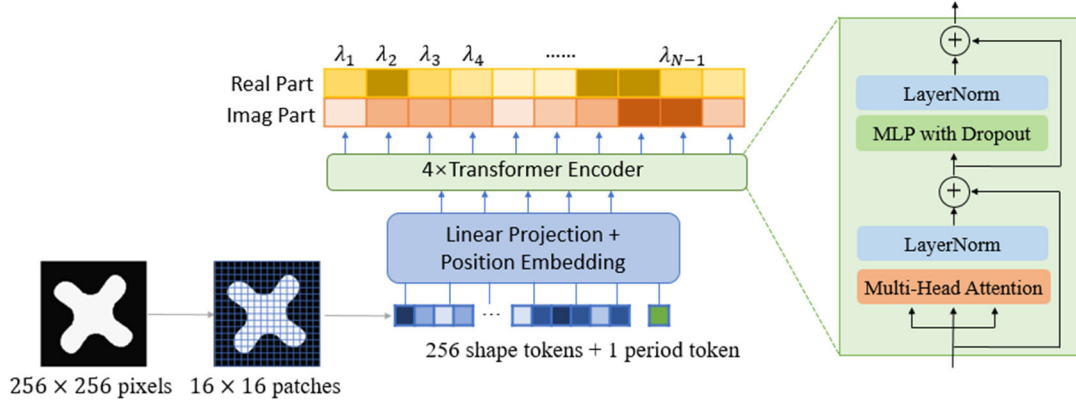 λ₁ λ₂ λ₃ λ₄ ...... λ_{N−1}
Real Part
Imag Part
4×Transformer Encoder
Linear Projection +
Position Embedding
...
256 shape tokens + 1 period token
256 × 256 pixels
16 × 16 patches
+
LayerNorm
MLP with Dropout
+
LayerNorm
Multi-Head Attention